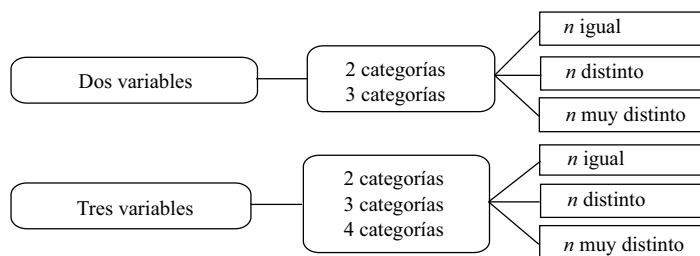 Dos variables
2 categorías
3 categorías
n igual
n distinto
n muy distinto
Tres variables
2 categorías
3 categorías
4 categorías
n igual
n distinto
n muy distinto